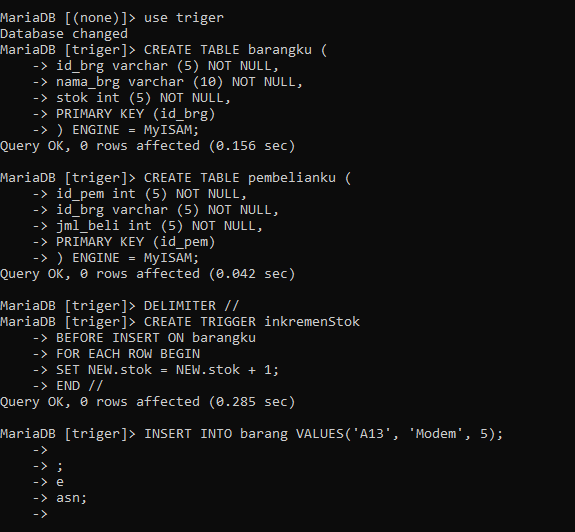 MariaDB [(none)]> use triger
Database changed
MariaDB [triger]> CREATE TABLE barangku (
    -> id_brg varchar (5) NOT NULL,
    -> nama_brg varchar (10) NOT NULL,
    -> stok int (5) NOT NULL,
    -> PRIMARY KEY (id_brg)
    -> ) ENGINE = MyISAM;
Query OK, 0 rows affected (0.156 sec)

MariaDB [triger]> CREATE TABLE pembelianku (
    -> id_pem int (5) NOT NULL,
    -> id_brg varchar (5) NOT NULL,
    -> jml_beli int (5) NOT NULL,
    -> PRIMARY KEY (id_pem)
    -> ) ENGINE = MyISAM;
Query OK, 0 rows affected (0.042 sec)

MariaDB [triger]> DELIMITER //
MariaDB [triger]> CREATE TRIGGER inkremenStok
    -> BEFORE INSERT ON barangku
    -> FOR EACH ROW BEGIN
    -> SET NEW.stok = NEW.stok + 1;
    -> END //
Query OK, 0 rows affected (0.285 sec)

MariaDB [triger]> INSERT INTO barang VALUES('A13', 'Modem', 5);
    ->
    -> ;
    -> e
    -> asn;
    ->